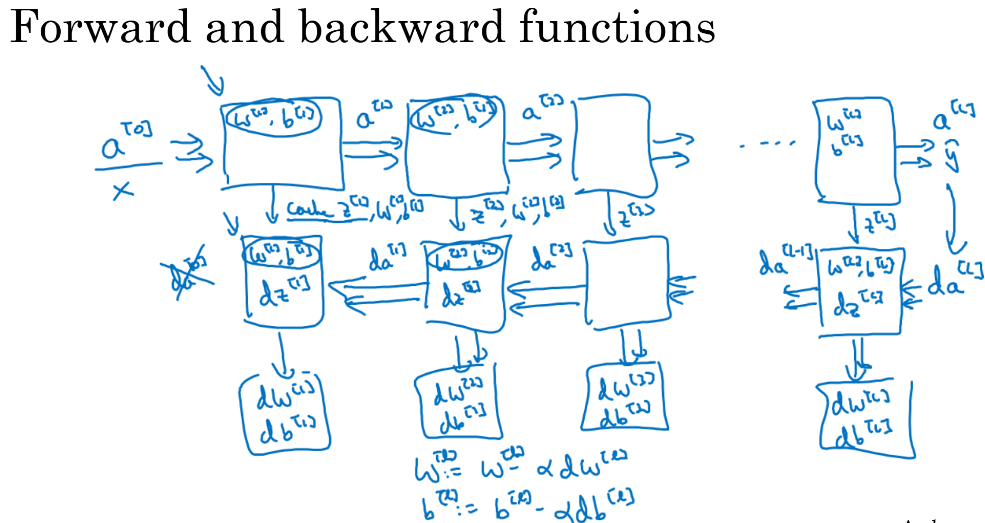 Forward and backward functions
a^[0]
x
w^[1], b^[1]
a^[1]
w^[2], b^[2]
a^[2]
....
w^[L]
b^[L]
a^[L]
ŷ
cache z^[1], w^[1], b^[1]
z^[2], w^[2], b^[2]
z^[3]
z^[L]
da^[0]
w^[1], b^[1]
dz^[1]
da^[1]
w^[2], b^[2]
dz^[2]
da^[2]
da^[L-1]
w^[L], b^[L]
dz^[L]
da^[L]
dw^[1]
db^[1]
dw^[2]
db^[2]
dw^[3]
db^[3]
dw^[L]
db^[L]
w^[l] := w^[l] - αdw^[l]
b^[l] := b^[l] - αdb^[l]